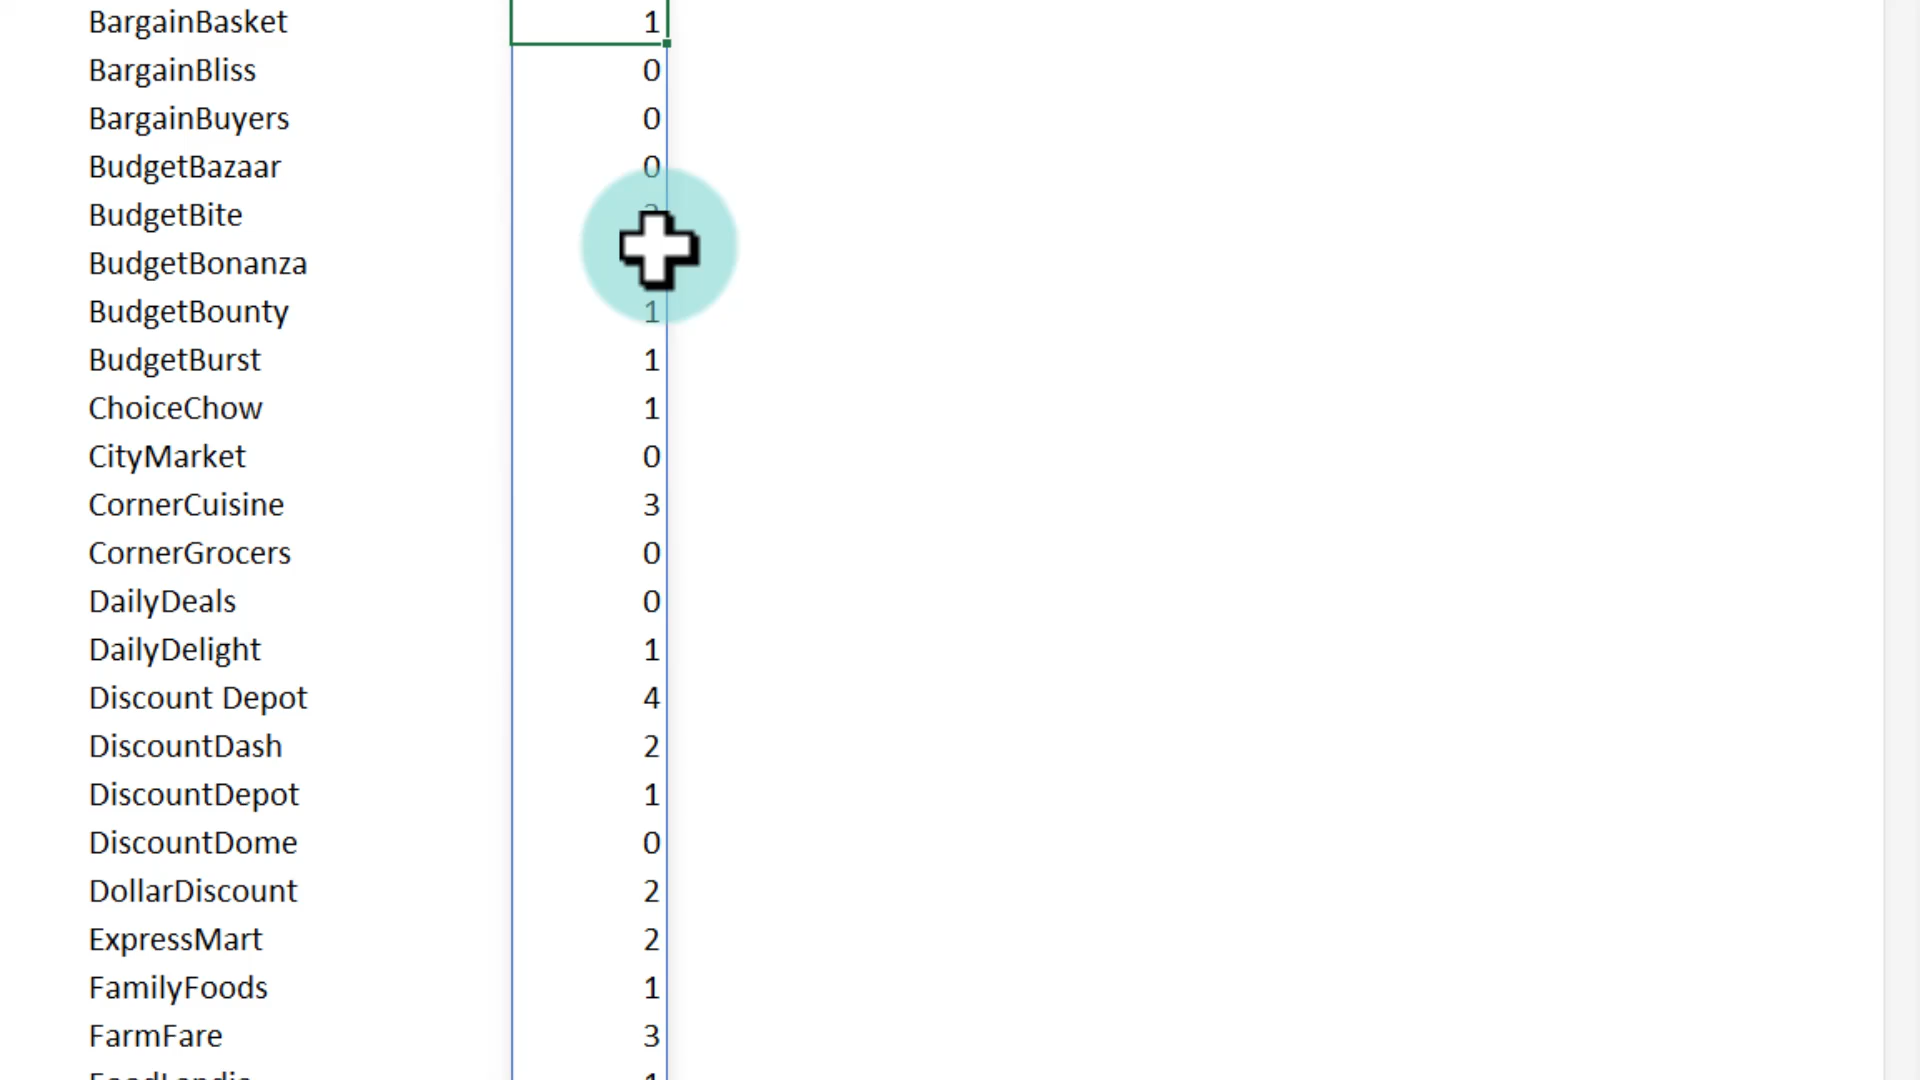 BargainBasket 1
BargainBliss 0
BargainBuyers 0
BudgetBazaar 0
BudgetBite
BudgetBonanza
BudgetBounty 1
BudgetBurst 1
ChoiceChow 1
CityMarket 0
CornerCuisine 3
CornerGrocers 0
DailyDeals 0
DailyDelight 1
Discount Depot 4
DiscountDash 2
DiscountDepot 1
DiscountDome 0
DollarDiscount 2
ExpressMart 2
FamilyFoods 1
FarmFare 3